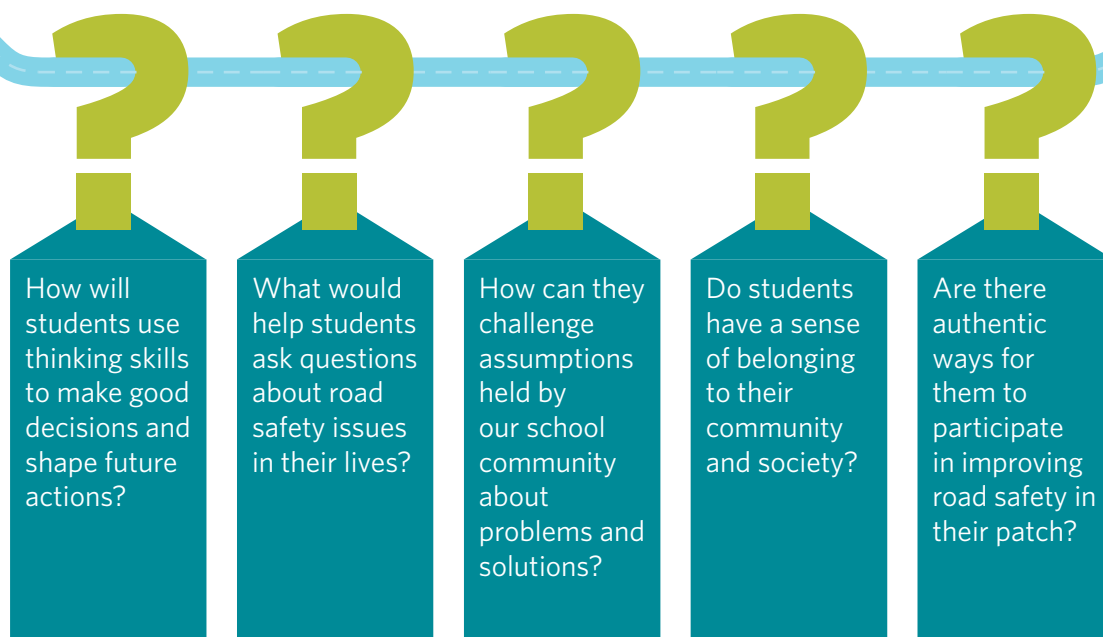 How will
students use
thinking skills
to make good
decisions and
shape future
actions?
What would
help students
ask questions
about road
safety issues
in their lives?
How can they
challenge
assumptions
held by
our school
community
about
problems and
solutions?
Do students
have a sense
of belonging
to their
community
and society?
Are there
authentic
ways for
them to
participate
in improving
road safety in
their patch?